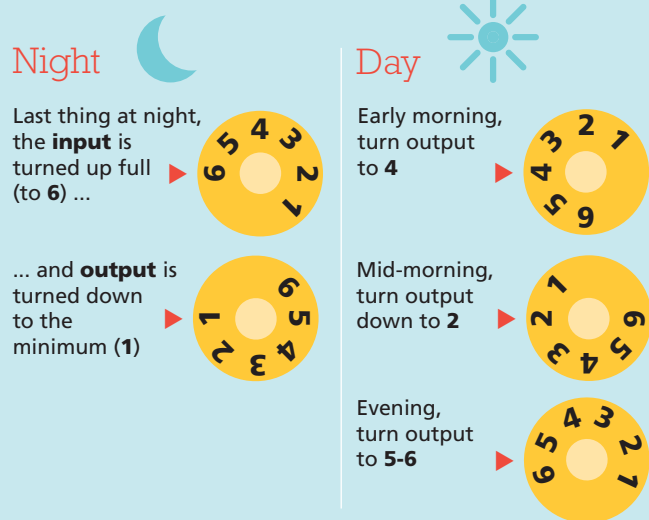 Night
Last thing at night,
the input is
turned up full
(to 6) ...
6 5 4 3 2 1
... and output is
turned down
to the
minimum (1)
1 2 3 4 5 6
Day
Early morning,
turn output
to 4
1 2 3 4 5 6
Mid-morning,
turn output
down to 2
1 2 3 4 5 6
Evening,
turn output
to 5-6
6 5 4 3 2 1